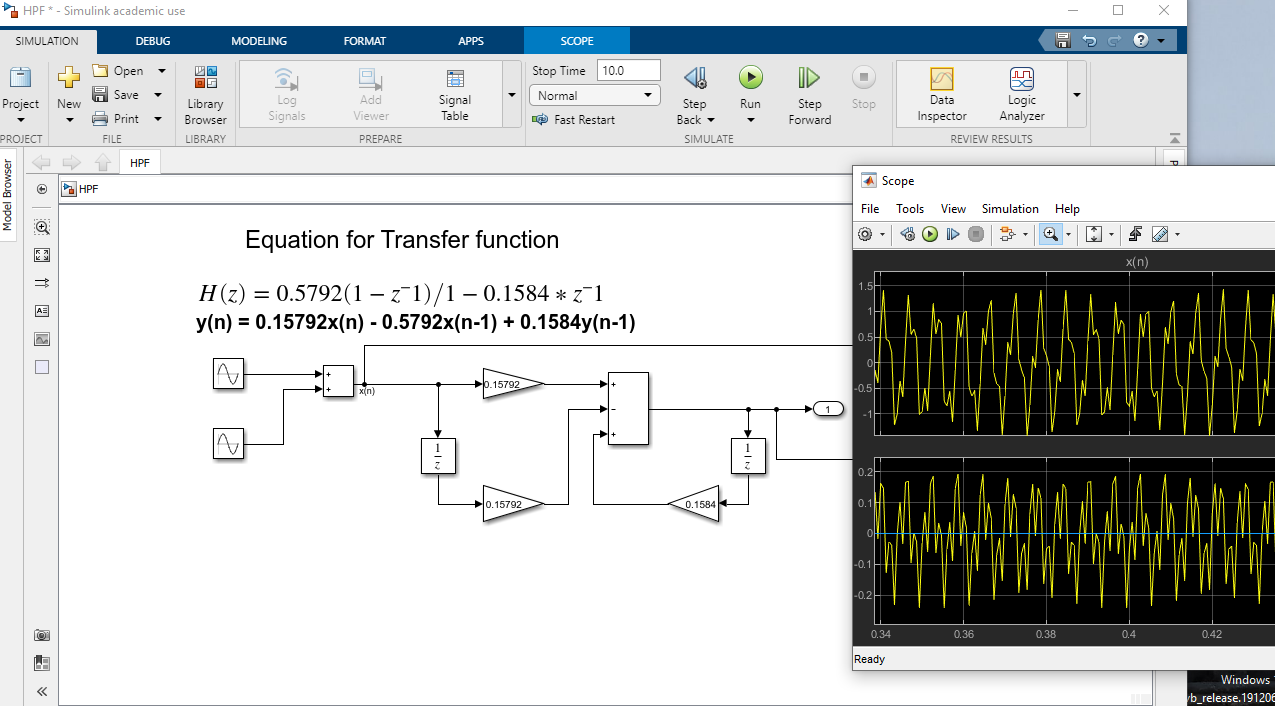 HPF * - Simulink academic use
SIMULATION DEBUG MODELING FORMAT APPS SCOPE
Project New Open Save Print Library Browser Log Signals Add Viewer Signal Table Stop Time 10.0 Normal Fast Restart Step Back Run Step Forward Stop Data Inspector Logic Analyzer
PROJECT FILE LIBRARY PREPARE SIMULATE REVIEW RESULTS
HPF
HPF
Model Browser
Equation for Transfer function
H(z) = 0.5792(1 − z⁻1)/1 − 0.1584 ∗ z⁻1
y(n) = 0.15792x(n) - 0.5792x(n-1) + 0.1584y(n-1)
x(n)
0.15792
1
1/z
1/z
0.15792
0.1584
Scope
File Tools View Simulation Help
x(n)
1.5
1
0.5
0
-0.5
-1
0.2
0.1
0
-0.1
-0.2
0.34 0.36 0.38 0.4 0.42
Ready
Windows
vb_release.191206